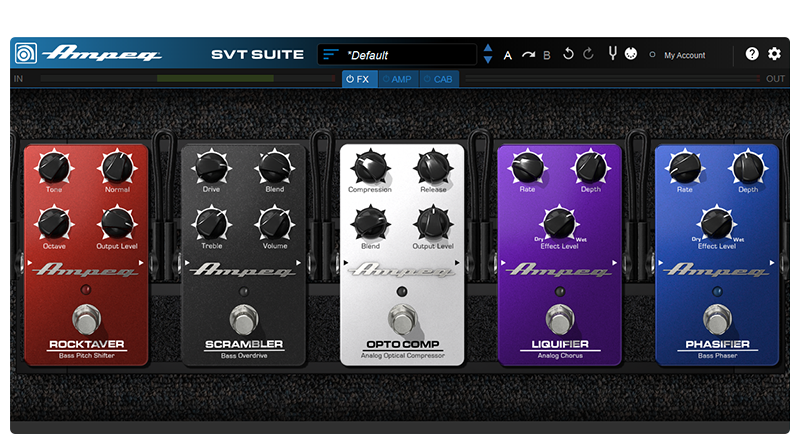 Ampeg SVT SUITE *Default A B My Account ?
IN FX AMP CAB OUT
Tone Normal
Octave Output Level
Ampeg
ROCKTAVER
Bass Pitch Shifter
Drive Blend
Treble Volume
Ampeg
SCRAMBLER
Bass Overdrive
Compression Release
Blend Output Level
Ampeg
OPTO COMP
Analog Optical Compressor
Rate Depth
Dry Wet
Effect Level
Ampeg
LIQUIFIER
Analog Chorus
Rate Depth
Dry Wet
Effect Level
Ampeg
PHASIFIER
Bass Phaser